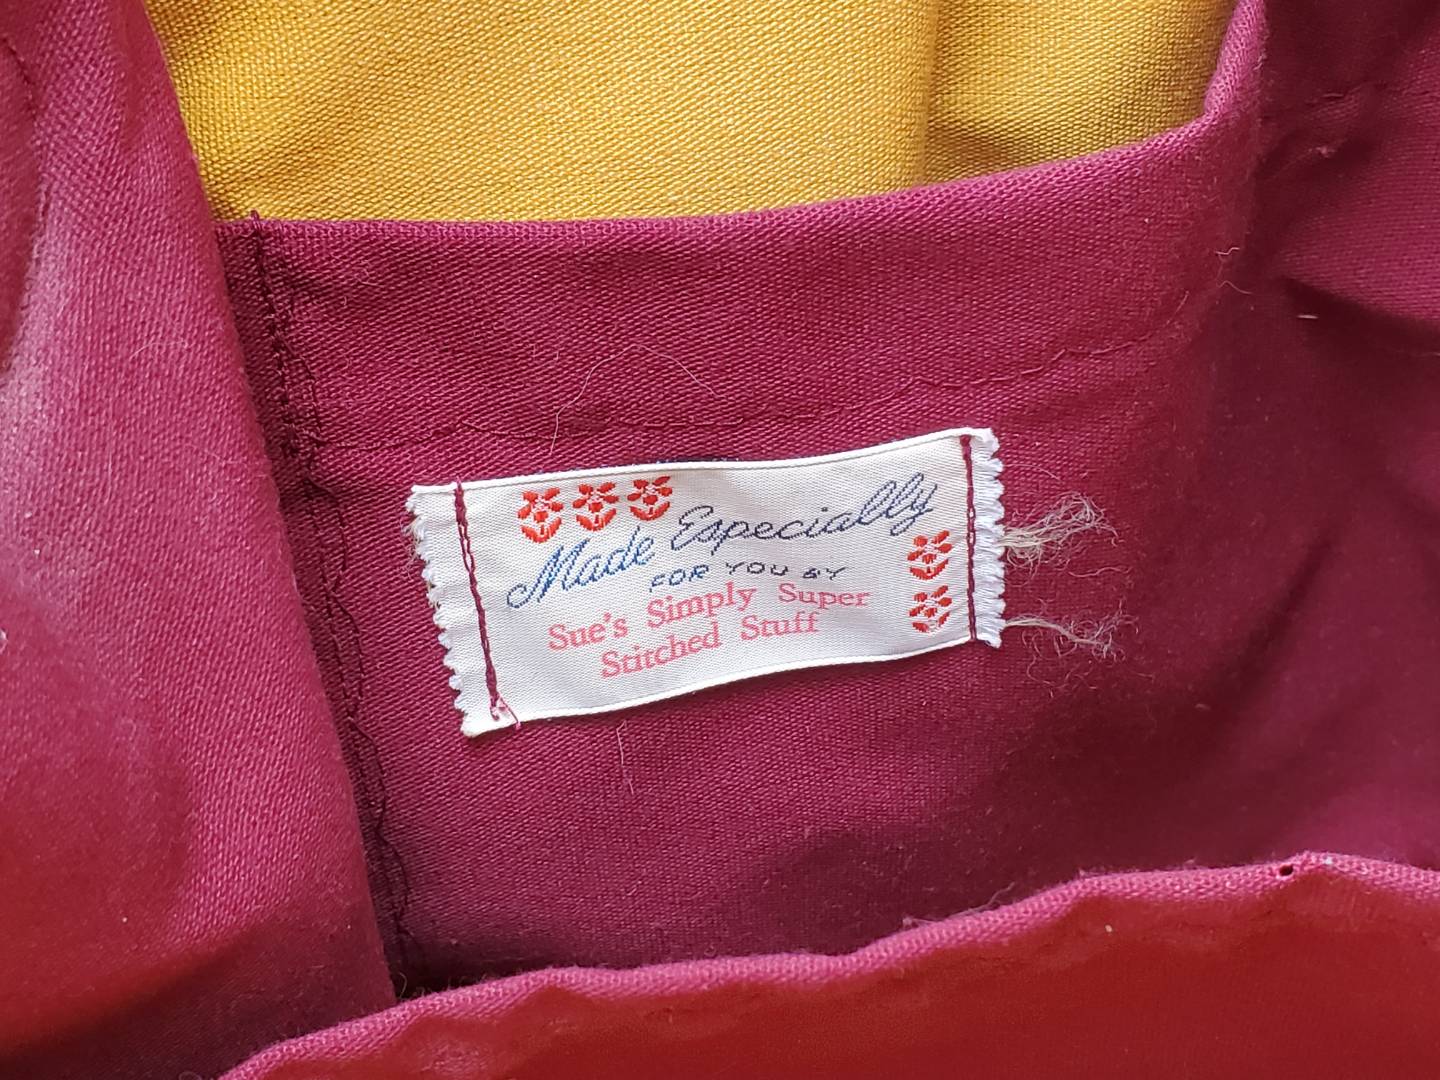 Made Especially
FOR YOU BY
Sue's Simply Super
Stitched Stuff